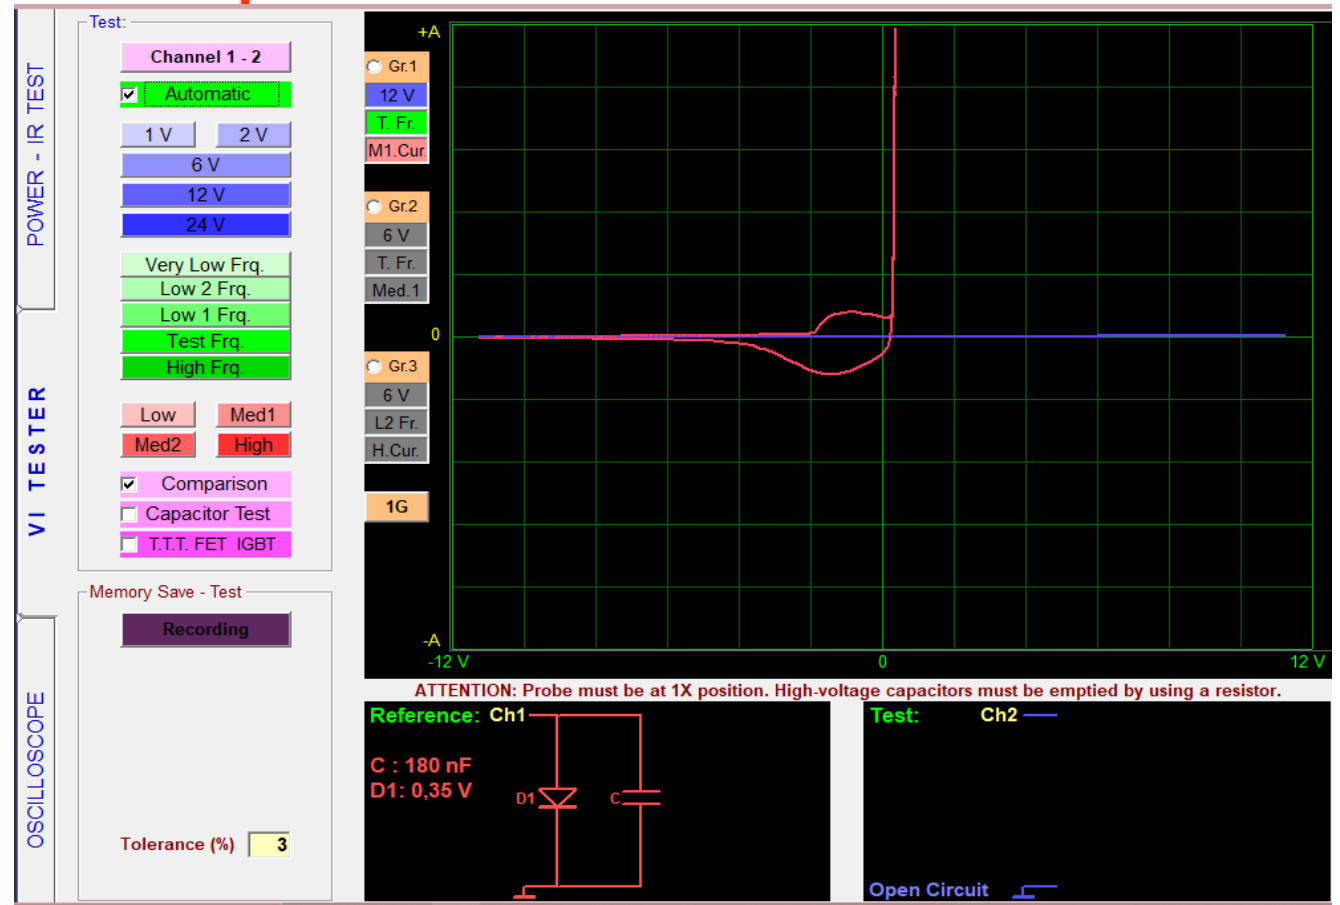 POWER - IR TEST
VI TESTER
OSCILLOSCOPE
Test:
Channel 1 - 2
Automatic
1 V 2 V
6 V
12 V
24 V
Very Low Frq.
Low 2 Frq.
Low 1 Frq.
Test Frq.
High Frq.
Low Med1
Med2 High
Comparison
Capacitor Test
T.T.T. FET IGBT
Memory Save - Test
Recording
Tolerance (%) 3
+A
Gr.1
12 V
T. Fr.
M1.Cur.
Gr.2
6 V
T. Fr.
Med.1
0
Gr.3
6 V
L2 Fr.
H.Cur.
1G
-A
-12 V 0 12 V
ATTENTION: Probe must be at 1X position. High-voltage capacitors must be emptied by using a resistor.
Reference: Ch1
C : 180 nF
D1: 0,35 V
D1 C
Test: Ch2
Open Circuit